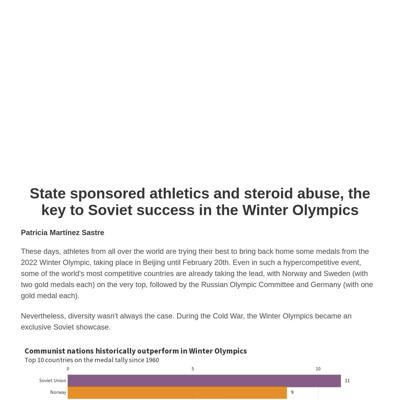 State sponsored athletics and steroid abuse, the
key to Soviet success in the Winter Olympics
Patricia Martínez Sastre
These days, athletes from all over the world are trying their best to bring back home some medals from the
2022 Winter Olympic, taking place in Beijing until February 20th. Even in such a hypercompetitive event,
some of the world's most competitive countries are already taking the lead, with Norway and Sweden (with
two gold medals each) on the very top, followed by the Russian Olympic Committee and Germany (with one
gold medal each).
Nevertheless, diversity wasn't always the case. During the Cold War, the Winter Olympics became an
exclusive Soviet showcase.
Communist nations historically outperform in Winter Olympics
Top 10 countries on the medal tally since 1960
0 5 10
Soviet Union 11
Norway 9